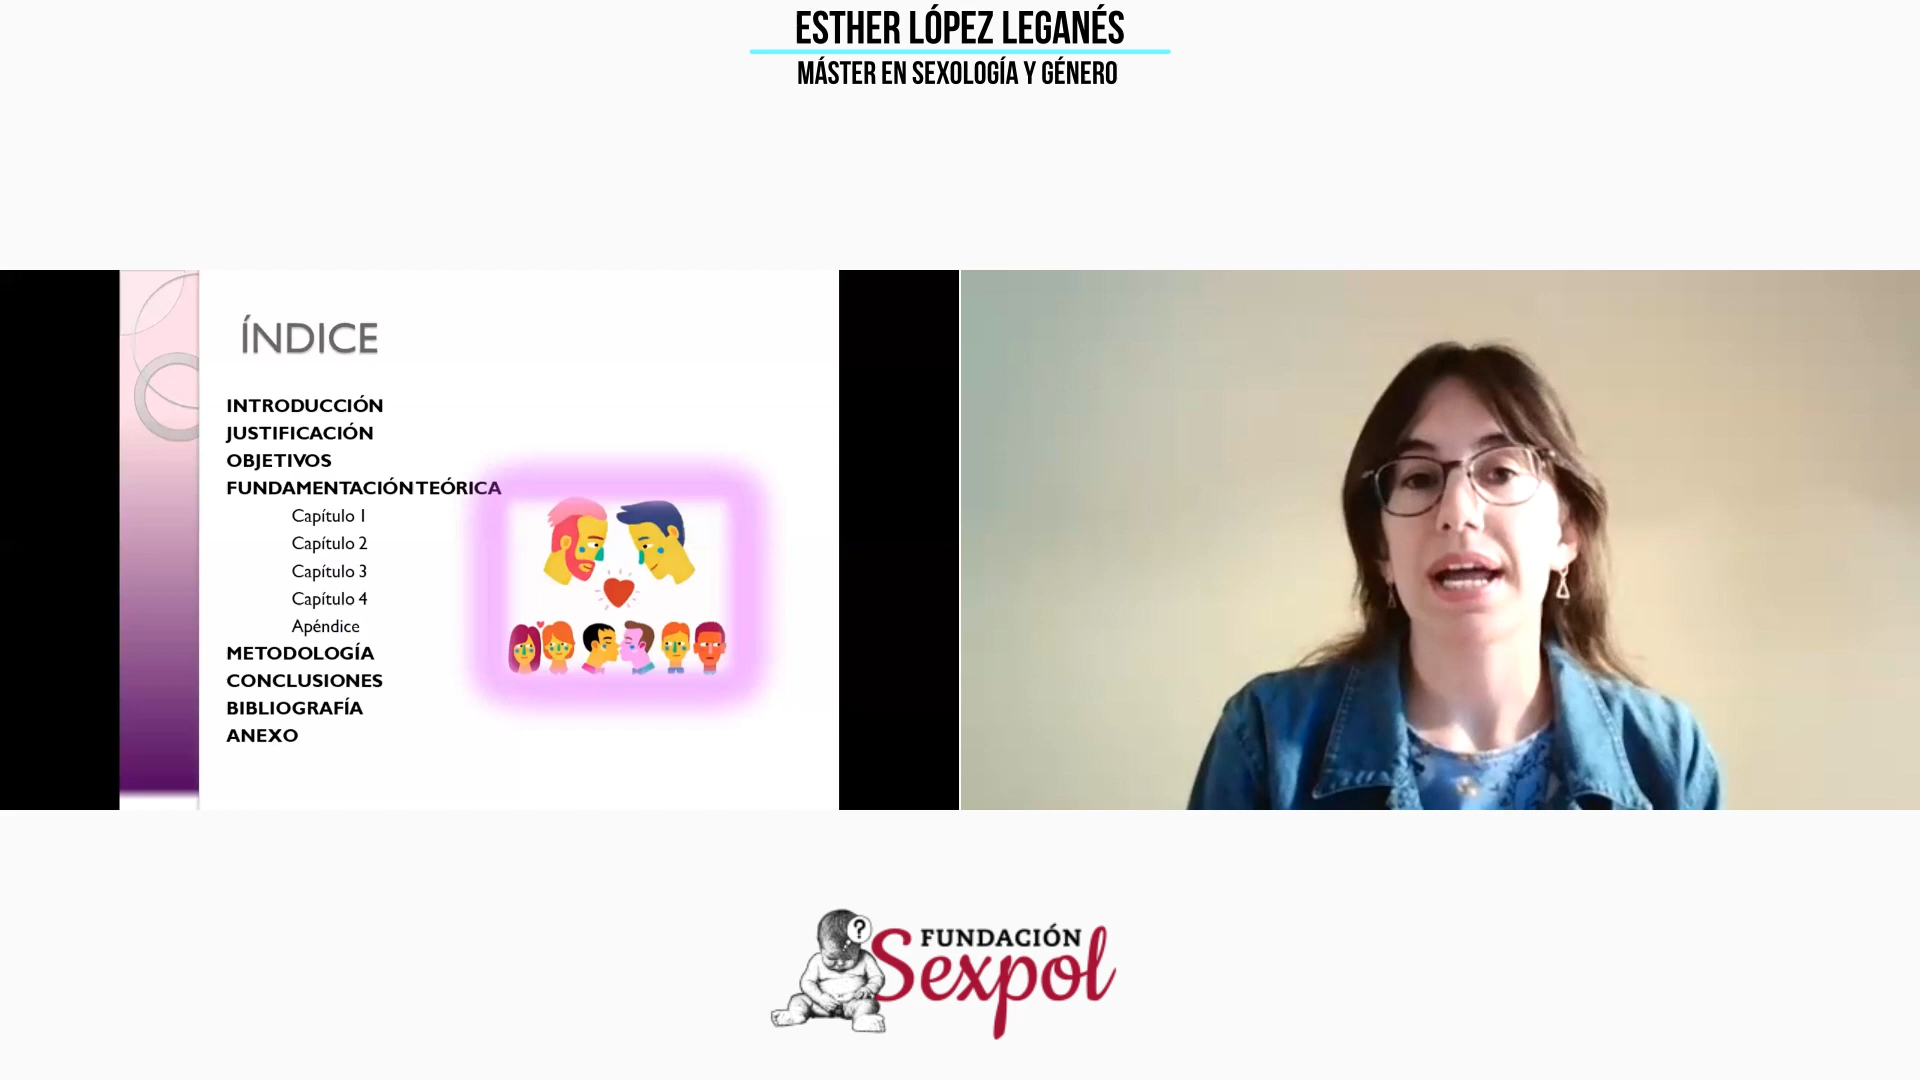 ESTHER LÓPEZ LEGANÉS
MÁSTER EN SEXOLOGÍA Y GÉNERO
ÍNDICE
INTRODUCCIÓN
JUSTIFICACIÓN
OBJETIVOS
FUNDAMENTACIÓN TEÓRICA
Capítulo 1
Capítulo 2
Capítulo 3
Capítulo 4
Apéndice
METODOLOGÍA
CONCLUSIONES
BIBLIOGRAFÍA
ANEXO
?
FUNDACIÓN
Sexpol